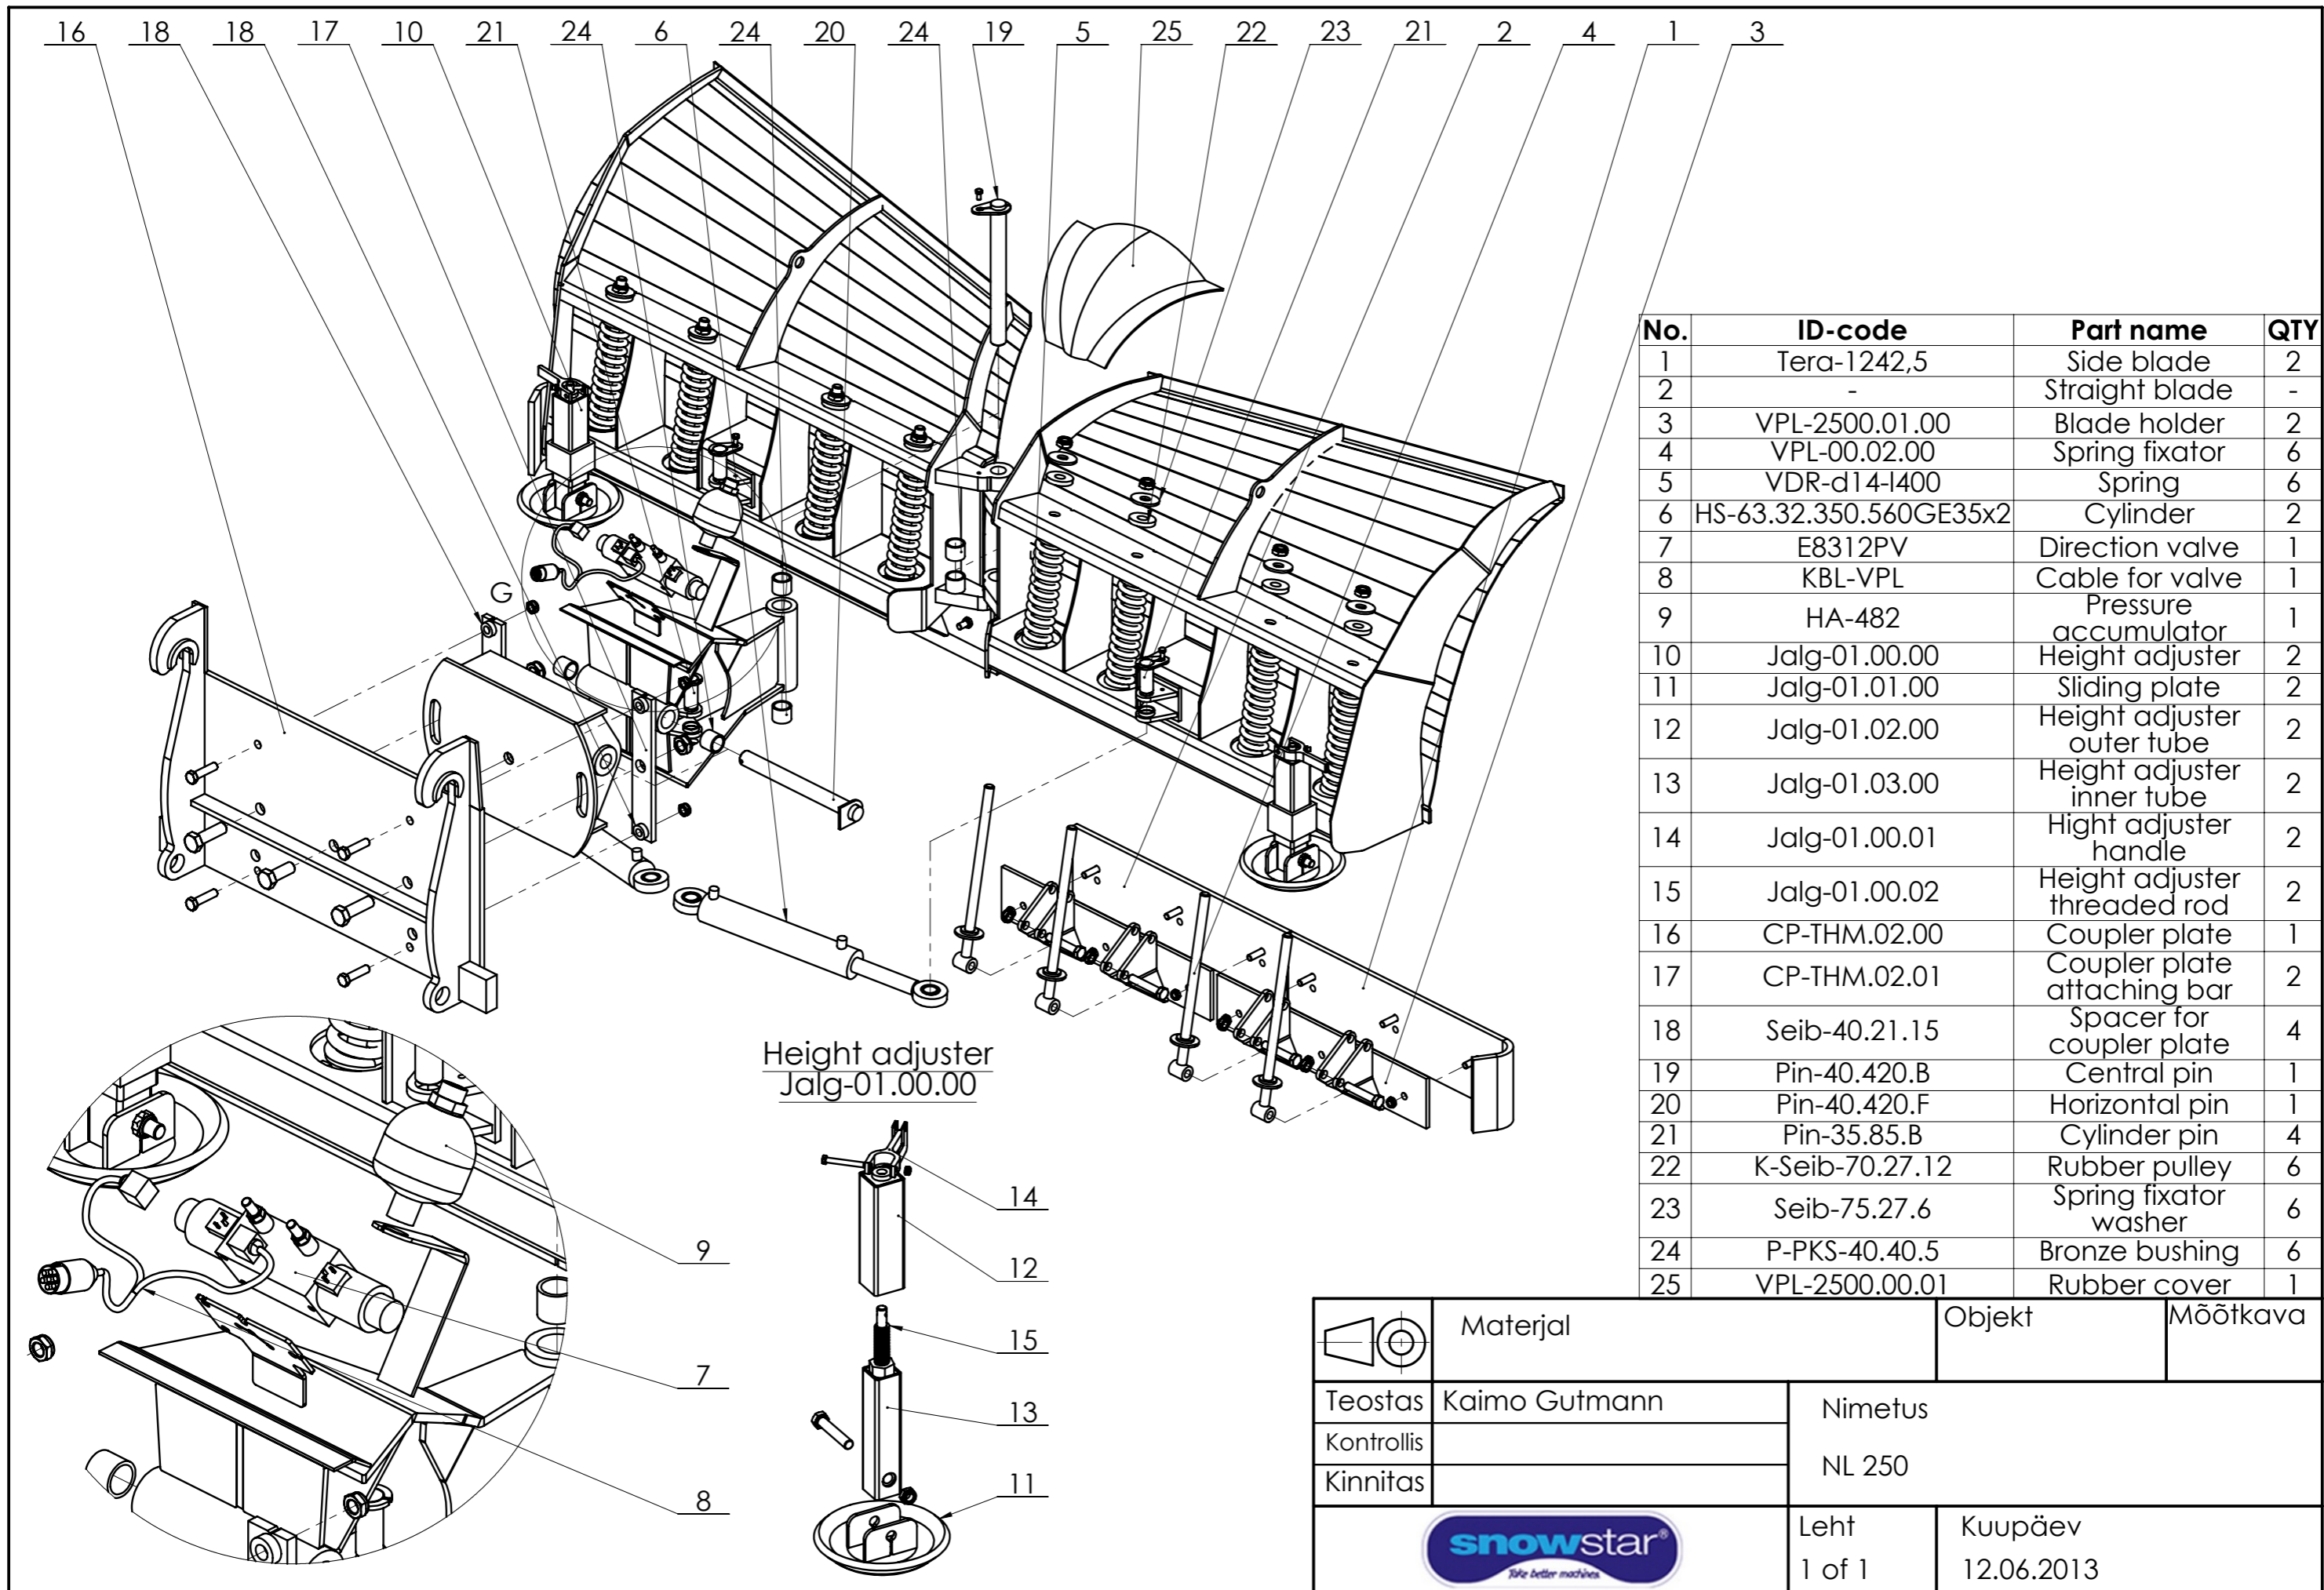 16 18 18 17 10 21 24 6 24 20 24 19 5 25 22 23 21 2 4 1 3
G
No. ID-code Part name QTY
1 Tera-1242,5 Side blade 2
2 - Straight blade -
3 VPL-2500.01.00 Blade holder 2
4 VPL-00.02.00 Spring fixator 6
5 VDR-d14-l400 Spring 6
6 HS-63.32.350.560GE35x2 Cylinder 2
7 E8312PV Direction valve 1
8 KBL-VPL Cable for valve 1
9 HA-482 Pressure
accumulator 1
10 Jalg-01.00.00 Height adjuster 2
11 Jalg-01.01.00 Sliding plate 2
12 Jalg-01.02.00 Height adjuster
outer tube 2
13 Jalg-01.03.00 Height adjuster
inner tube 2
14 Jalg-01.00.01 Hight adjuster
handle 2
15 Jalg-01.00.02 Height adjuster
threaded rod 2
16 CP-THM.02.00 Coupler plate 1
17 CP-THM.02.01 Coupler plate
attaching bar 2
18 Seib-40.21.15 Spacer for
coupler plate 4
19 Pin-40.420.B Central pin 1
20 Pin-40.420.F Horizontal pin 1
21 Pin-35.85.B Cylinder pin 4
22 K-Seib-70.27.12 Rubber pulley 6
23 Seib-75.27.6 Spring fixator
washer 6
24 P-PKS-40.40.5 Bronze bushing 6
25 VPL-2500.00.01 Rubber cover 1
Height adjuster
Jalg-01.00.00
14
12
15
13
11
9
7
8
Materjal
Objekt
Mõõtkava
Teostas Kaimo Gutmann
Kontrollis
Kinnitas
Nimetus
NL 250
snowstar®
Take better machines
Leht
1 of 1
Kuupäev
12.06.2013